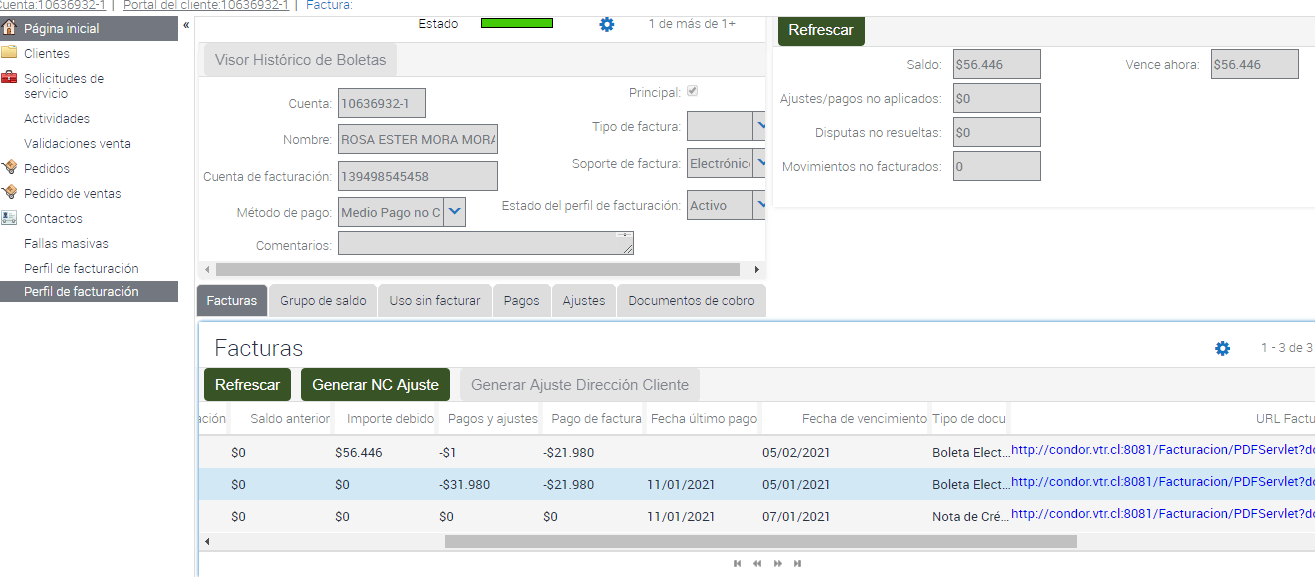 Cuenta:10636932-1 | Portal del cliente:10636932-1 | Factura:
Página inicial
Clientes
Solicitudes de
servicio
Actividades
Validaciones venta
Pedidos
Pedido de ventas
Contactos
Fallas masivas
Perfil de facturación
Perfil de facturación
«
Estado
1 de más de 1+
Visor Histórico de Boletas
Cuenta: 10636932-1
Nombre: ROSA ESTER MORA MORA
Cuenta de facturación: 139498545458
Método de pago: Medio Pago no C
Comentarios:
Principal:
Tipo de factura:
Soporte de factura: Electrónic
Estado del perfil de facturación: Activo
Refrescar
Saldo: $56.446
Vence ahora: $56.446
Ajustes/pagos no aplicados: $0
Disputas no resueltas: $0
Movimientos no facturados: 0
Facturas Grupo de saldo Uso sin facturar Pagos Ajustes Documentos de cobro
Facturas
1 - 3 de 3
Refrescar Generar NC Ajuste Generar Ajuste Dirección Cliente
ación Saldo anterior Importe debido Pagos y ajustes Pago de factura Fecha último pago Fecha de vencimiento Tipo de docu URL Factu
$0 $56.446 -$1 -$21.980 05/02/2021 Boleta Elect... http://condor.vtr.cl:8081/Facturacion/PDFServlet?do
$0 $0 -$31.980 -$21.980 11/01/2021 05/01/2021 Boleta Elect... http://condor.vtr.cl:8081/Facturacion/PDFServlet?do
$0 $0 $0 $0 11/01/2021 07/01/2021 Nota de Cré... http://condor.vtr.cl:8081/Facturacion/PDFServlet?do